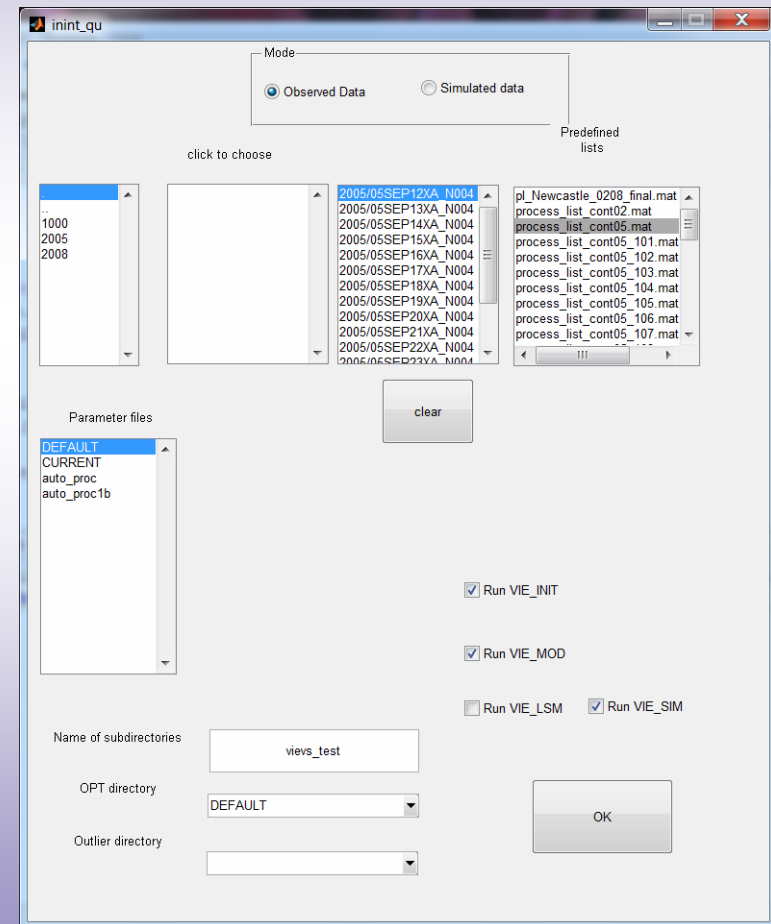 inint_qu
Mode
Observed Data
Simulated data
Predefined
lists
click to choose
.
..
1000
2005
2008
2005/05SEP12XA_N004
2005/05SEP13XA_N004
2005/05SEP14XA_N004
2005/05SEP15XA_N004
2005/05SEP16XA_N004
2005/05SEP17XA_N004
2005/05SEP18XA_N004
2005/05SEP19XA_N004
2005/05SEP20XA_N004
2005/05SEP21XA_N004
2005/05SEP22XA_N004
2005/05SEP23XA_N004
pl_Newcastle_0208_final.mat
process_list_cont02.mat
process_list_cont05.mat
process_list_cont05_101.mat
process_list_cont05_102.mat
process_list_cont05_103.mat
process_list_cont05_104.mat
process_list_cont05_105.mat
process_list_cont05_106.mat
process_list_cont05_107.mat
clear
Parameter files
DEFAULT
CURRENT
auto_proc
auto_proc1b
Run VIE_INIT
Run VIE_MOD
Run VIE_LSM
Run VIE_SIM
Name of subdirectories
vievs_test
OPT directory
DEFAULT
OK
Outlier directory